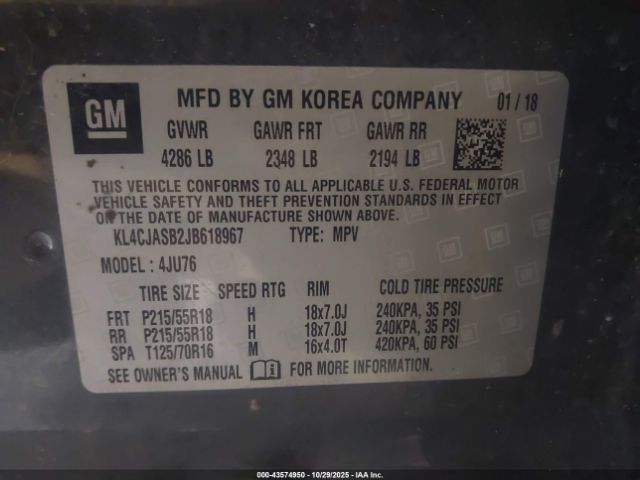 GM
MFD BY GM KOREA COMPANY 01 / 18
GVWR GAWR FRT GAWR RR
4286 LB 2348 LB 2194 LB
THIS VEHICLE CONFORMS TO ALL APPLICABLE U.S. FEDERAL MOTOR
VEHICLE SAFETY AND THEFT PREVENTION STANDARDS IN EFFECT
ON THE DATE OF MANUFACTURE SHOWN ABOVE.
KL4CJASB2JB618967 TYPE: MPV
MODEL : 4JU76
TIRE SIZE SPEED RTG RIM COLD TIRE PRESSURE
FRT P215/55R18 H 18x7.0J 240KPA, 35 PSI
RR P215/55R18 H 18x7.0J 240KPA, 35 PSI
SPA T125/70R16 M 16x4.0T 420KPA, 60 PSI
SEE OWNER'S MANUAL FOR MORE INFORMATION.
000-43574950 | 10/29/2025 | IAA Inc.